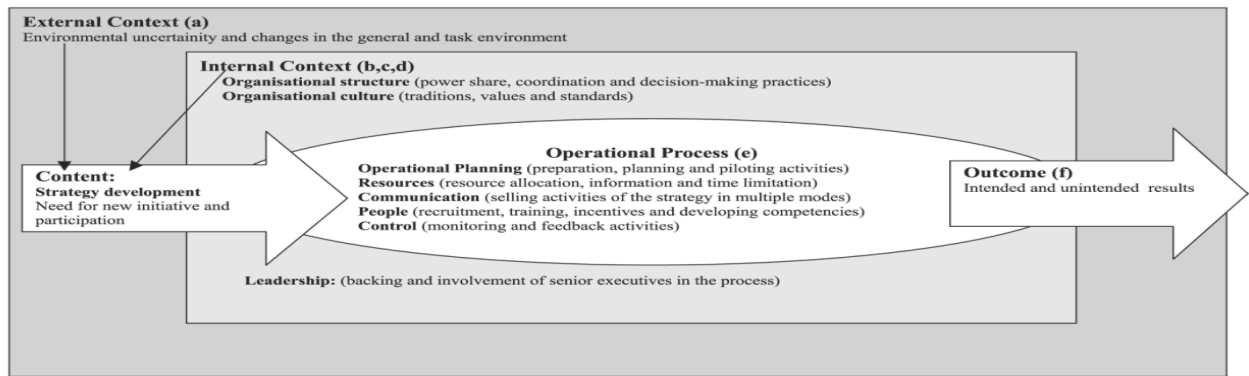 External Context (a)
Environmental uncertainity and changes in the general and task environment
Internal Context (b,c,d)
Organisational structure (power share, coordination and decision-making practices)
Organisational culture (traditions, values and standards)
Content:
Strategy development
Need for new initiative and
participation
Operational Process (e)
Operational Planning (preparation, planning and piloting activities)
Resources (resource allocation, information and time limitation)
Communication (selling activities of the strategy in multiple modes)
People (recruitment, training, incentives and developing competencies)
Control (monitoring and feedback activities)
Outcome (f)
Intended and unintended results
Leadership: (backing and involvement of senior executives in the process)